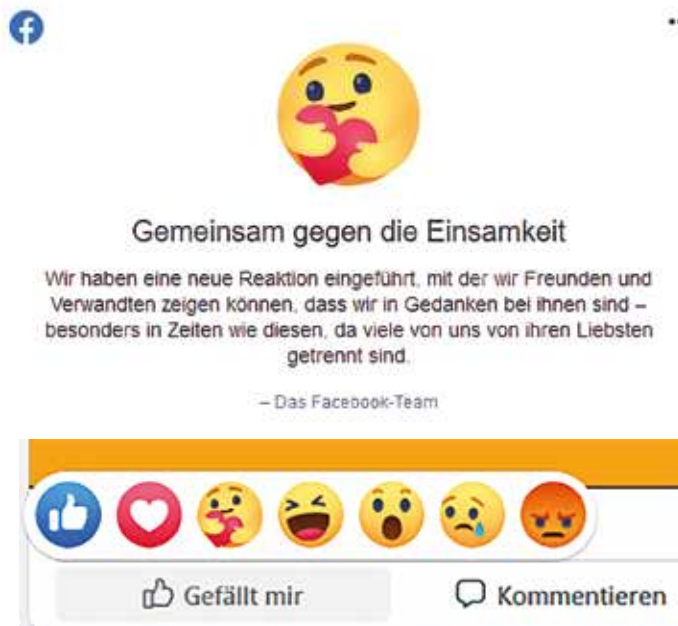 Gemeinsam gegen die Einsamkeit
Wir haben eine neue Reaktion eingeführt, mit der wir Freunden und
Verwandten zeigen können, dass wir in Gedanken bei ihnen sind –
besonders in Zeiten wie diesen, da viele von uns von ihren Liebsten
getrennt sind.
– Das Facebook-Team
Gefällt mir
Kommentieren